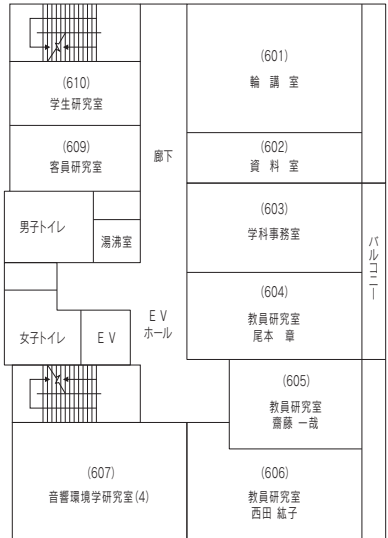 (601)
輪 講 室
(610)
学生研究室
(602)
資 料 室
(609)
客員研究室
廊下
(603)
学科事務室
男子トイレ
湯沸室
バルコニー
(604)
教員研究室
尾本 章
EV
ホール
女子トイレ
EV
(605)
教員研究室
齋藤 一哉
(607)
音響環境学研究室(4)
(606)
教員研究室
西田 紘子